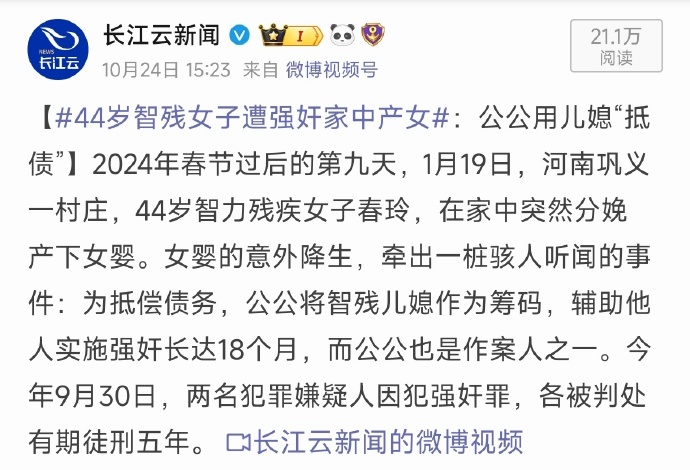 长江云新闻 I
21.1万
阅读
NEWS
长江云
10月24日 15:23 来自 微博视频号
【#44岁智残女子遭强奸家中产女#：公公用儿媳“抵
债”】2024年春节过后的第九天，1月19日，河南巩义
一村庄，44岁智力残疾女子春玲，在家中突然分娩
产下女婴。女婴的意外降生，牵出一桩骇人听闻的事
件：为抵偿债务，公公将智残儿媳作为筹码，辅助他
人实施强奸长达18个月，而公公也是作案人之一。今
年9月30日，两名犯罪嫌疑人因犯强奸罪，各被判处
有期徒刑五年。 长江云新闻的微博视频